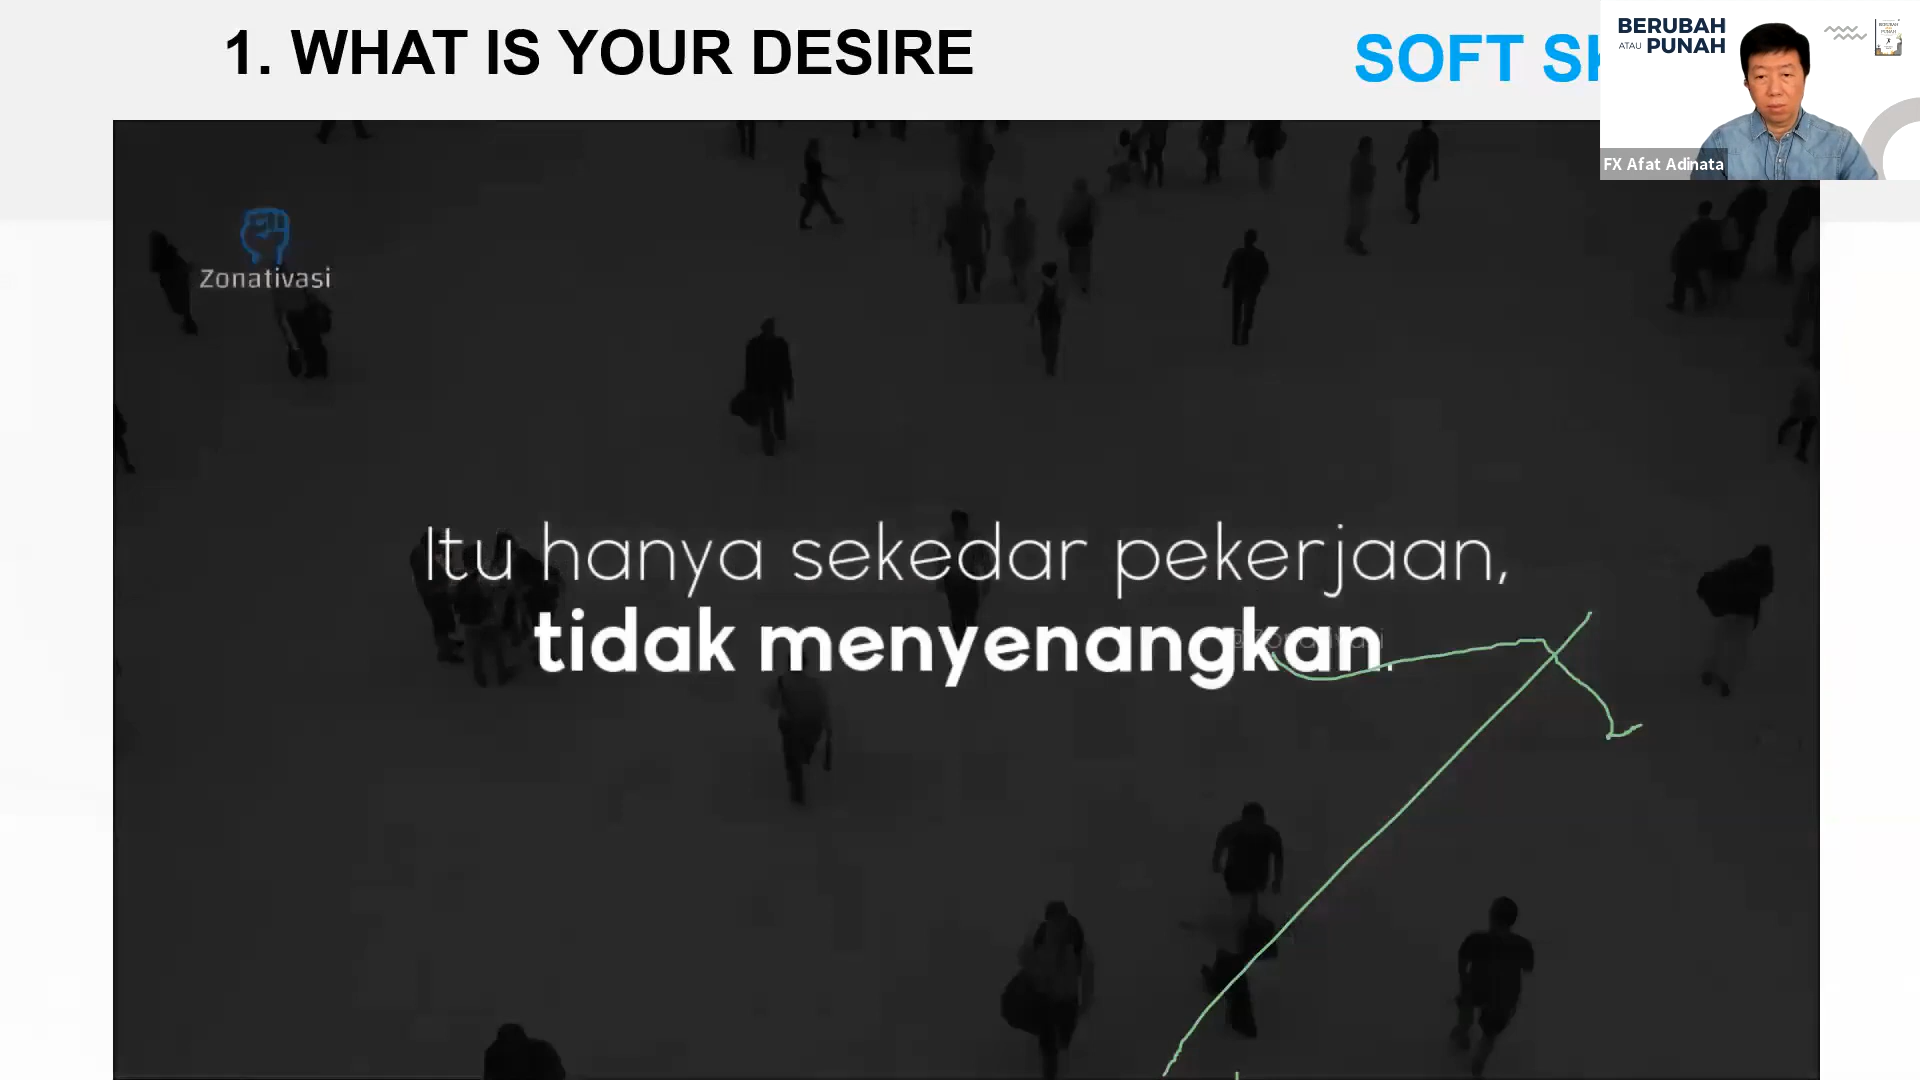 1. WHAT IS YOUR DESIRE
SOFT
BERUBAH
ATAU PUNAH
FX Afat Adinata
Zonativasi
Itu hanya sekedar pekerjaan,
tidak menyenangkan.